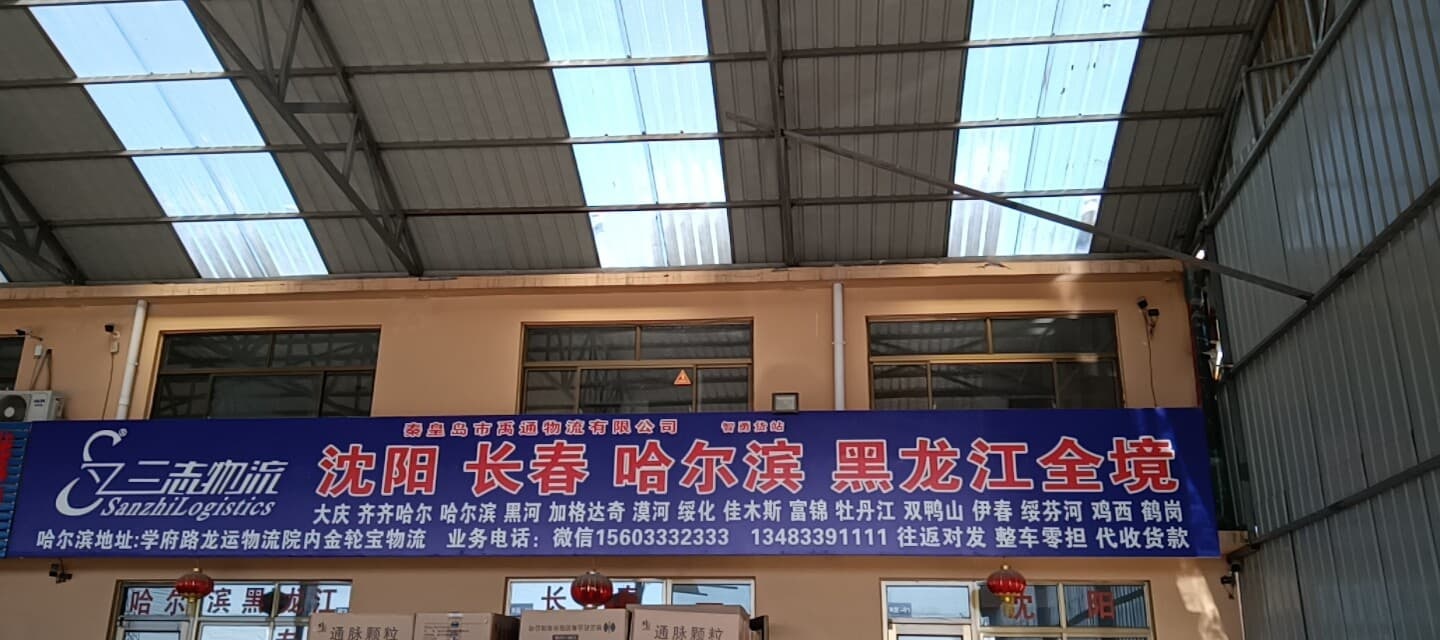 秦皇岛市禹通物流有限公司 智勇货站
三志物流
SanzhiLogistics
沈阳 长春 哈尔滨 黑龙江全境
大庆 齐齐哈尔 哈尔滨 黑河 加格达奇 漠河 绥化 佳木斯 富锦 牡丹江 双鸭山 伊春 绥芬河 鸡西 鹤岗
哈尔滨地址:学府路龙运物流院内金轮宝物流 业务电话: 微信15603332333 13483391111 往返对发 整车零担 代收货款
哈尔滨黑龙江
长春
沈阳
通脉颗粒
通脉颗粒